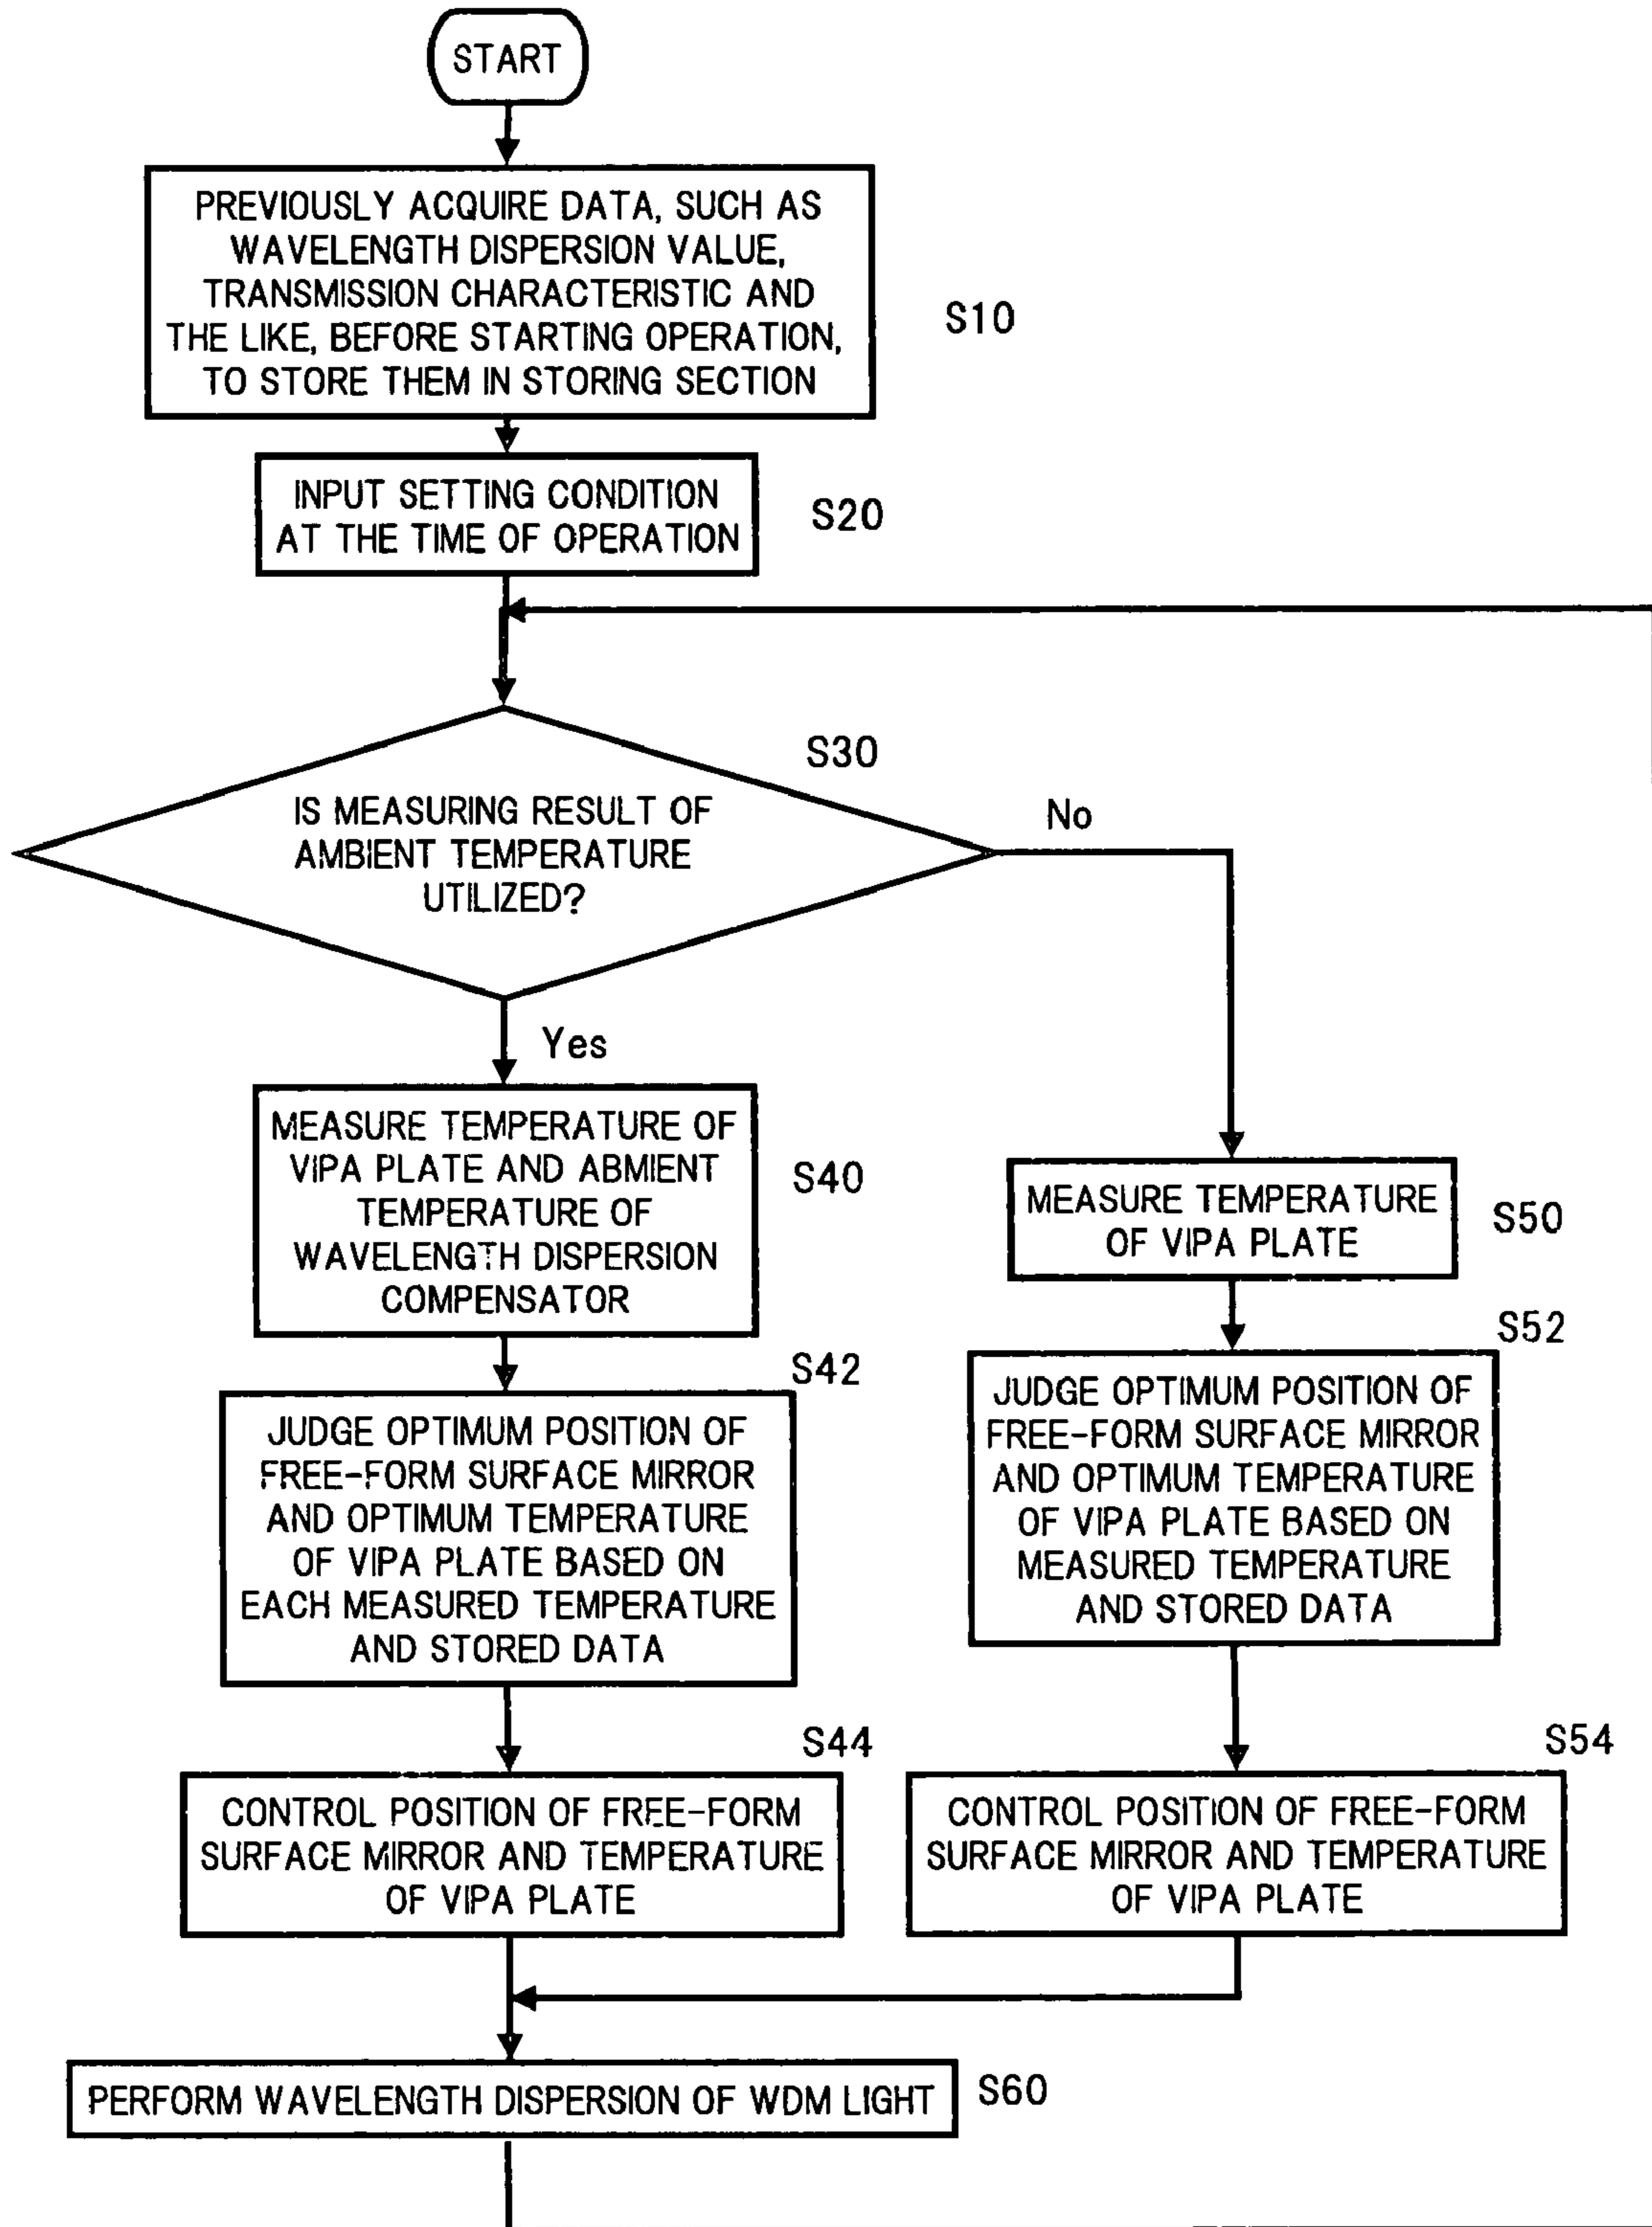 START
PREVIOUSLY ACQUIRE DATA, SUCH AS
WAVELENGTH DISPERSION VALUE,
TRANSMISSION CHARACTERISTIC AND
THE LIKE, BEFORE STARTING OPERATION,
TO STORE THEM IN STORING SECTION
S10
INPUT SETTING CONDITION
AT THE TIME OF OPERATION
S20
S30
IS MEASURING RESULT OF
AMBIENT TEMPERATURE
UTILIZED?
No
Yes
MEASURE TEMPERATURE OF
VIPA PLATE AND ABMIENT
TEMPERATURE OF
WAVELENGTH DISPERSION
COMPENSATOR
S40
MEASURE TEMPERATURE
OF VIPA PLATE
S50
S42
JUDGE OPTIMUM POSITION OF
FREE-FORM SURFACE MIRROR
AND OPTIMUM TEMPERATURE
OF VIPA PLATE BASED ON
EACH MEASURED TEMPERATURE
AND STORED DATA
S52
JUDGE OPTIMUM POSITION OF
FREE-FORM SURFACE MIRROR
AND OPTIMUM TEMPERATURE
OF VIPA PLATE BASED ON
MEASURED TEMPERATURE
AND STORED DATA
S44
CONTROL POSITION OF FREE-FORM
SURFACE MIRROR AND TEMPERATURE
OF VIPA PLATE
S54
CONTROL POSITION OF FREE-FORM
SURFACE MIRROR AND TEMPERATURE
OF VIPA PLATE
PERFORM WAVELENGTH DISPERSION OF WDM LIGHT
S60